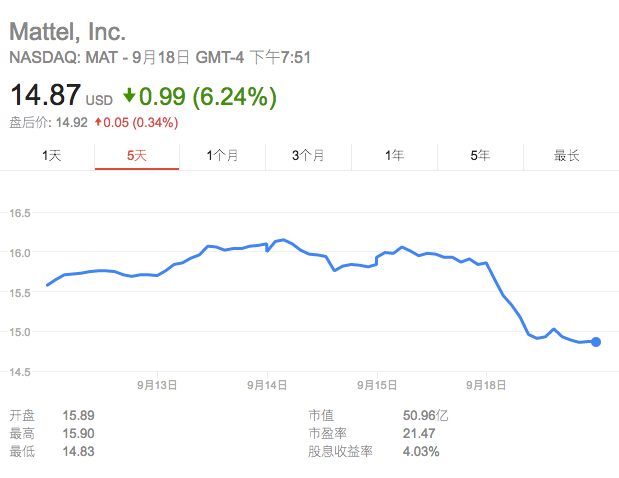 Mattel, Inc.
NASDAQ: MAT - 9月18日 GMT-4 下午7:51
14.87 USD 0.99 (6.24%)
盘后价: 14.92 0.05 (0.34%)
1天 5天 1个月 3个月 1年 5年 最长
16.5
16.0
15.5
15.0
14.5
9月13日 9月14日 9月15日 9月18日
开盘 15.89 市值 50.96亿
最高 15.90 市盈率 21.47
最低 14.83 股息收益率 4.03%